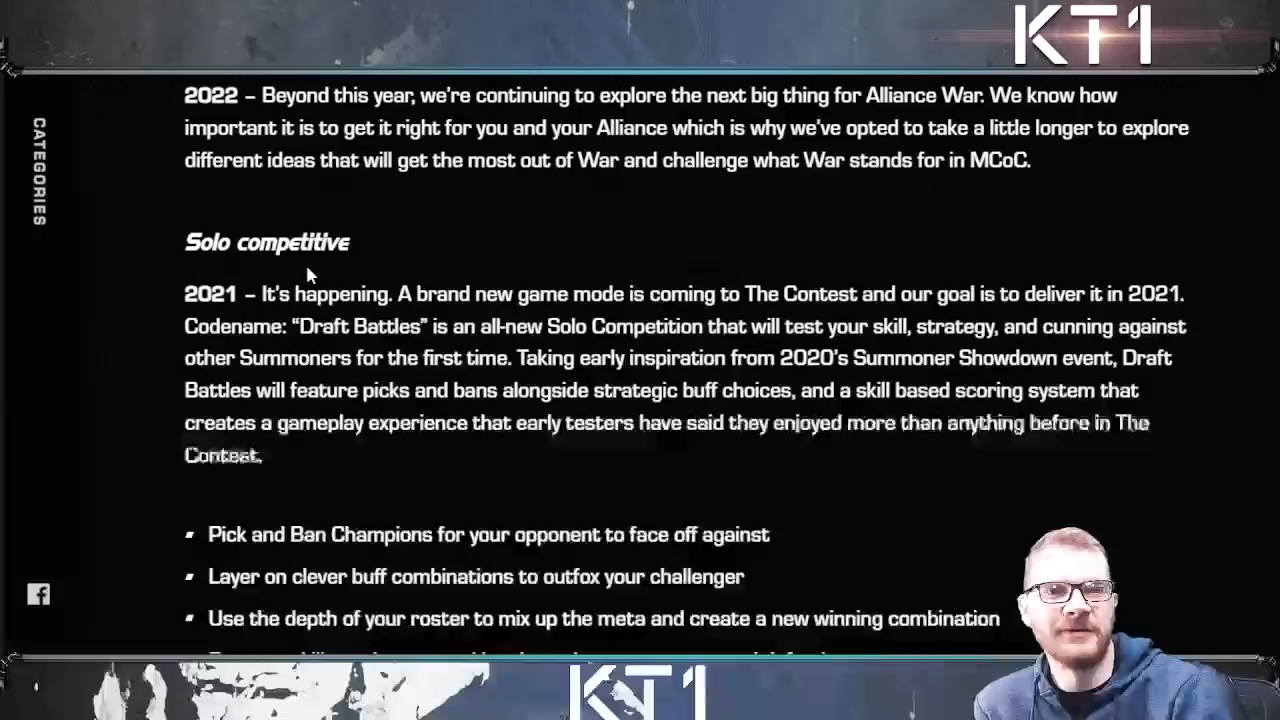 KT1
CATEGORIES
2022 – Beyond this year, we're continuing to explore the next big thing for Alliance War. We know how
important it is to get it right for you and your Alliance which is why we've opted to take a little longer to explore
different ideas that will get the most out of War and challenge what War stands for in MCoC.
Solo competitive
2021 – It's happening. A brand new game mode is coming to The Contest and our goal is to deliver it in 2021.
Codename: “Draft Battles” is an all-new Solo Competition that will test your skill, strategy, and cunning against
other Summoners for the first time. Taking early inspiration from 2020's Summoner Showdown event, Draft
Battles will feature picks and bans alongside strategic buff choices, and a skill based scoring system that
creates a gameplay experience that early testers have said they enjoyed more than anything before in The
Contest.
Pick and Ban Champions for your opponent to face off against
Layer on clever buff combinations to outfox your challenger
Use the depth of your roster to mix up the meta and create a new winning combination
KT1